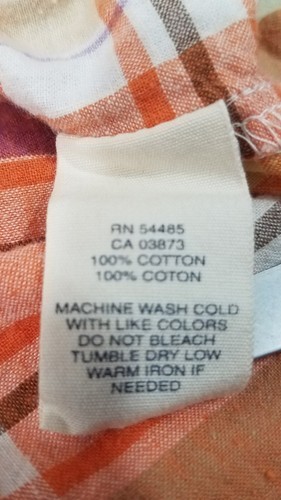 RN 54485
CA 03873
100% COTTON
100% COTON
MACHINE WASH COLD
WITH LIKE COLORS
DO NOT BLEACH
TUMBLE DRY LOW
WARM IRON IF
NEEDED